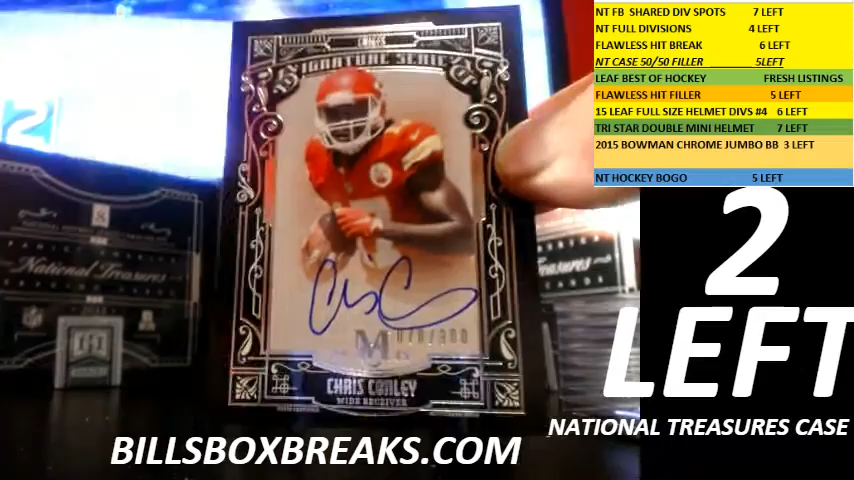 NT FB SHARED DIV SPOTS 7 LEFT
NT FULL DIVISIONS 4 LEFT
FLAWLESS HIT BREAK 6 LEFT
NT CASE 50/50 FILLER 5LEFT
LEAF BEST OF HOCKEY FRESH LISTINGS
FLAWLESS HIT FILLER 5 LEFT
15 LEAF FULL SIZE HELMET DIVS #4 6 LEFT
TRI STAR DOUBLE MINI HELMET 7 LEFT
2015 BOWMAN CHROME JUMBO BB 3 LEFT
NT HOCKEY BOGO 5 LEFT
2
LEFT
NATIONAL TREASURES CASE
CHIEFS
SIGNATURE SERIES
CHRIS CONLEY
WIDE RECEIVER
National Treasures
BILLSBOXBREAKS.COM